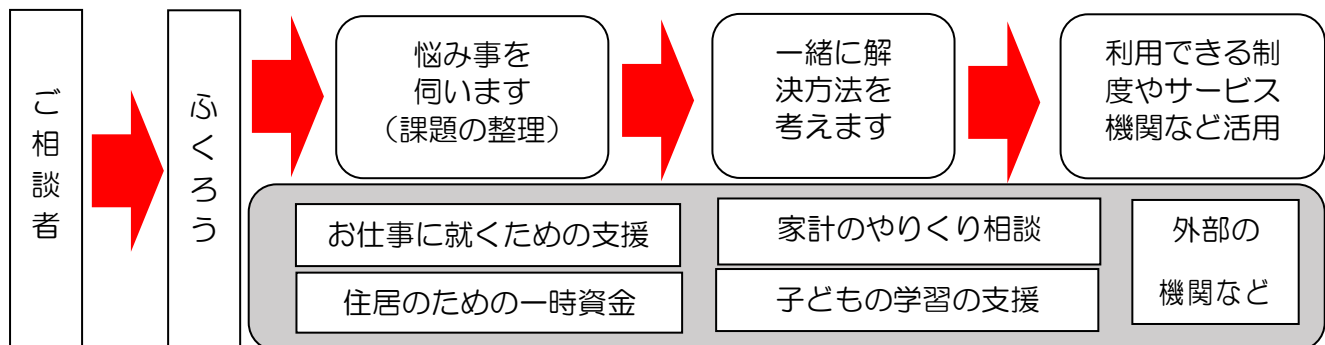 ご相談者
ふくろう
悩み事を
伺います
（課題の整理）
一緒に解
決方法を
考えます
利用できる制
度やサービス
機関など活用
お仕事に就くための支援
住居のための一時資金
家計のやりくり相談
子どもの学習の支援
外部の
機関など